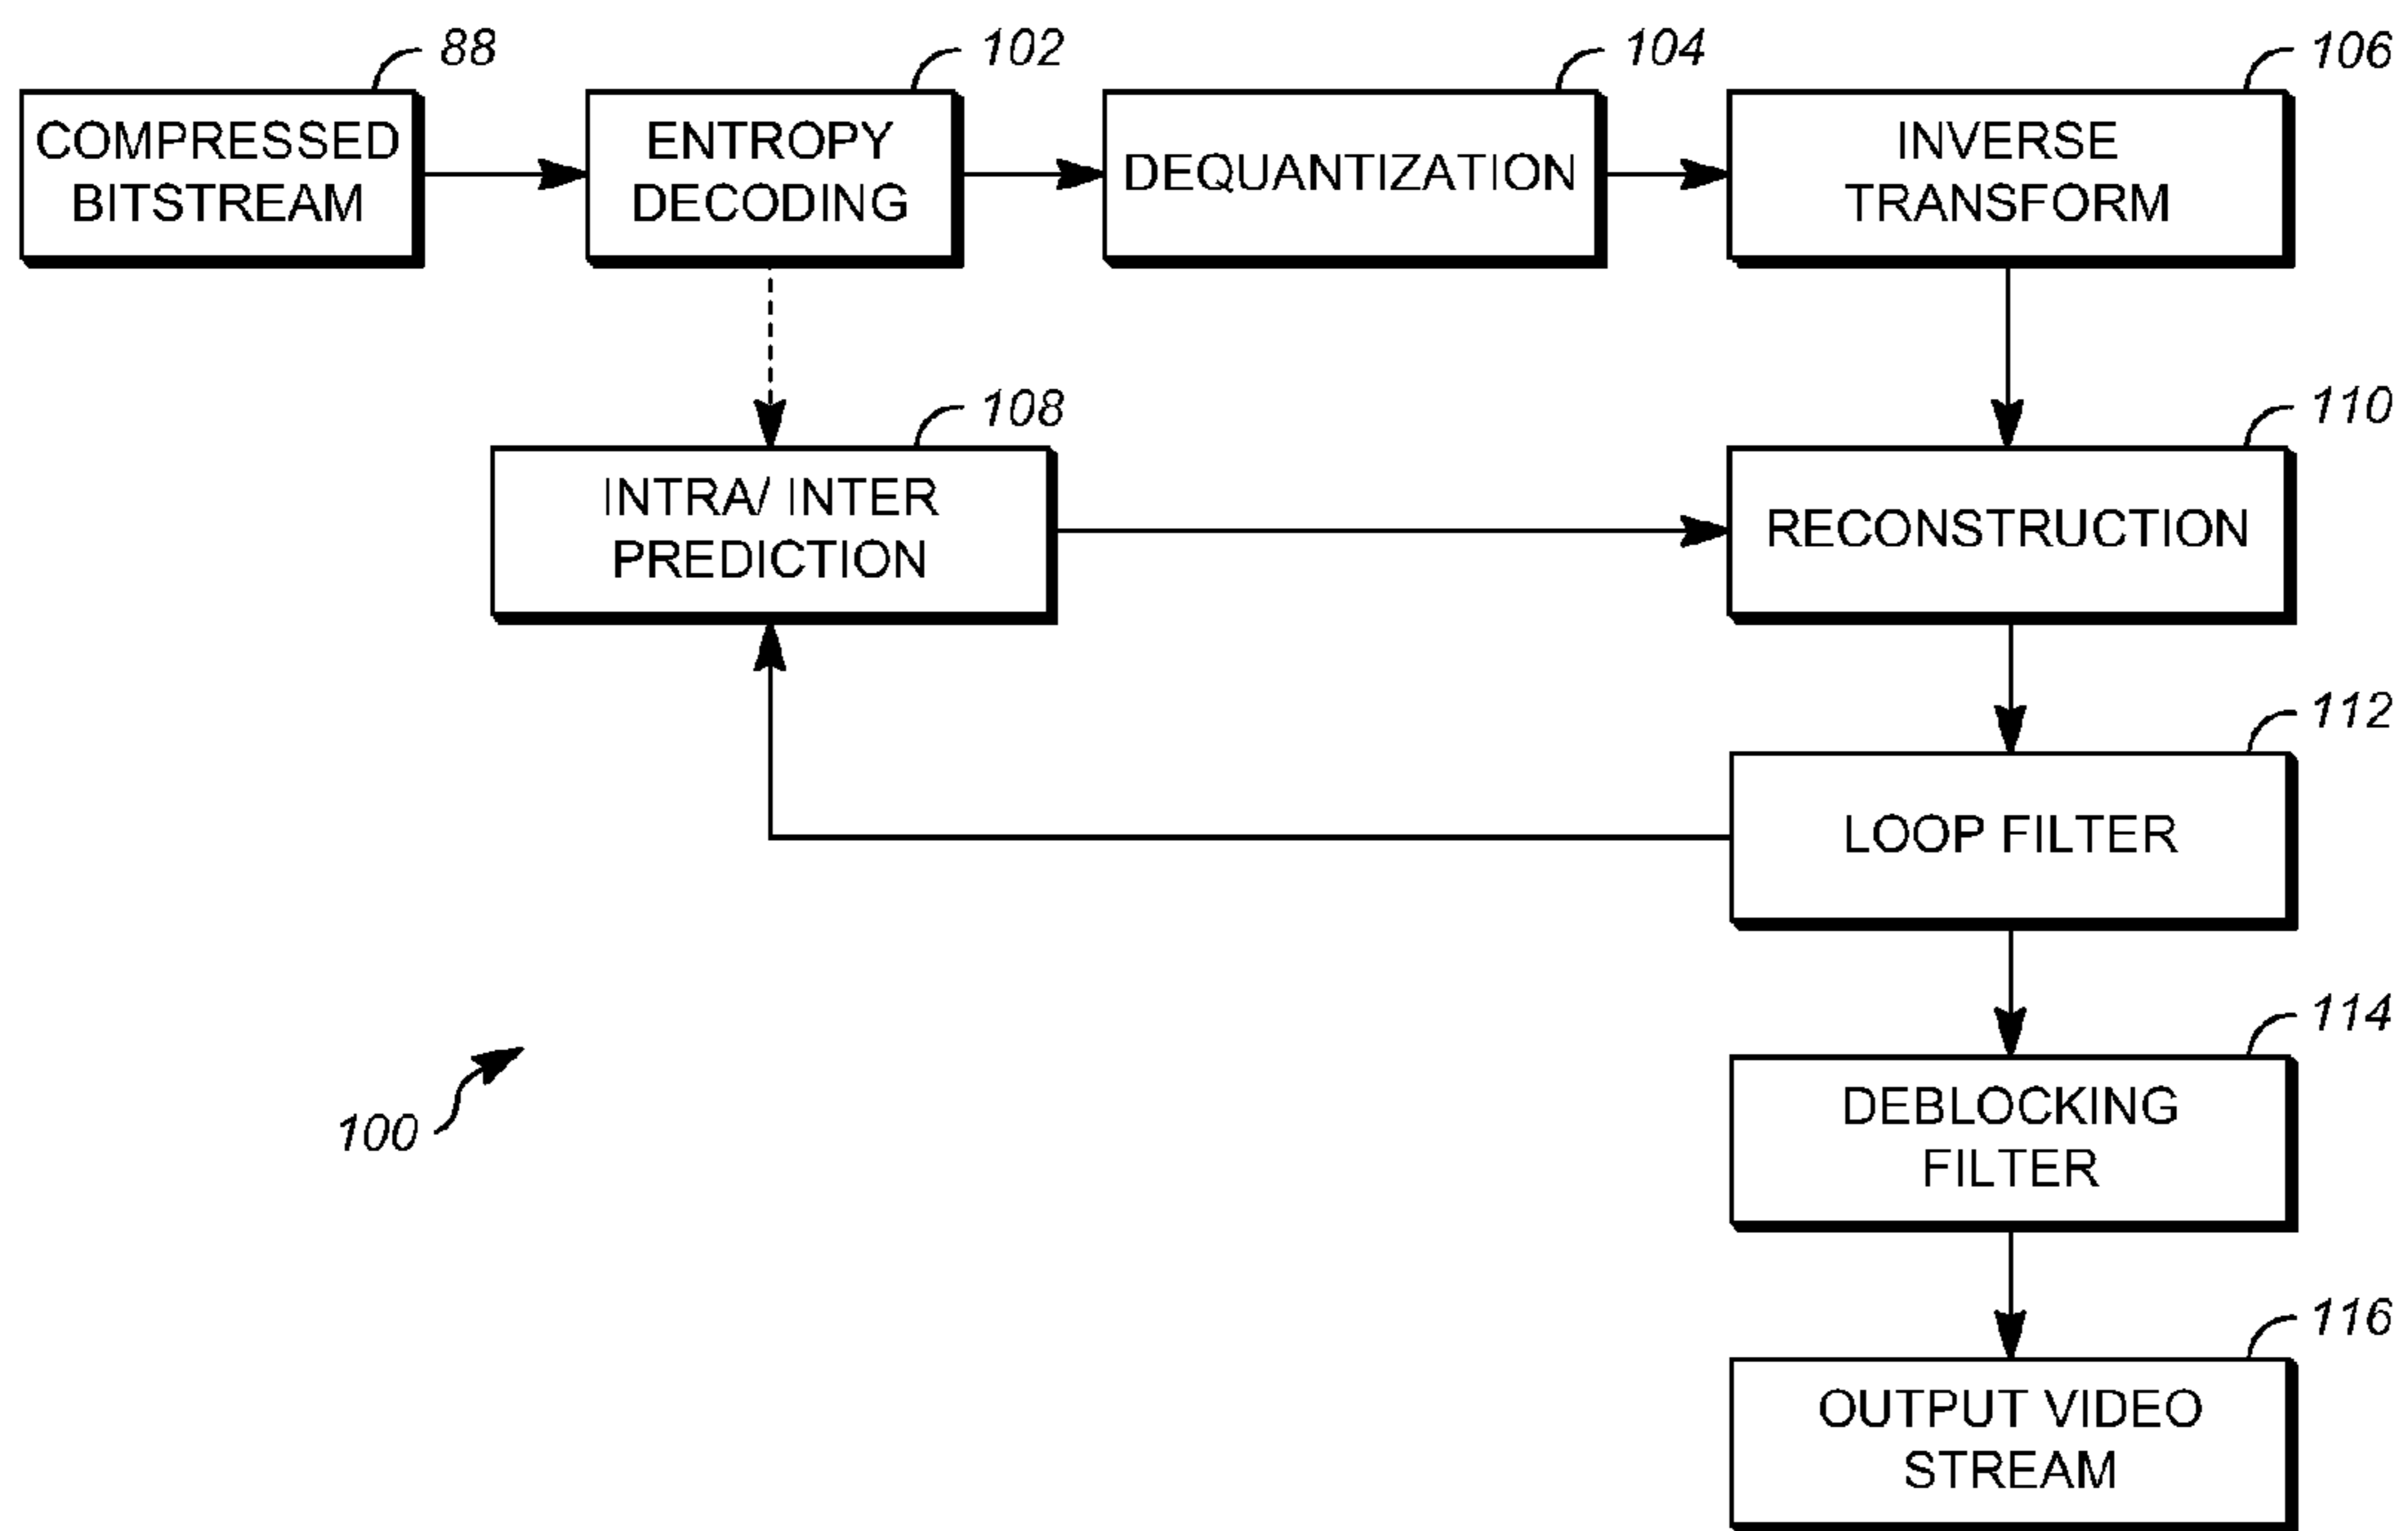 88
102
104
106
COMPRESSED
BITSTREAM
ENTROPY
DECODING
DEQUANTIZATION
INVERSE
TRANSFORM
108
110
INTRA/ INTER
PREDICTION
RECONSTRUCTION
112
LOOP FILTER
114
DEBLOCKING
FILTER
100
116
OUTPUT VIDEO
STREAM